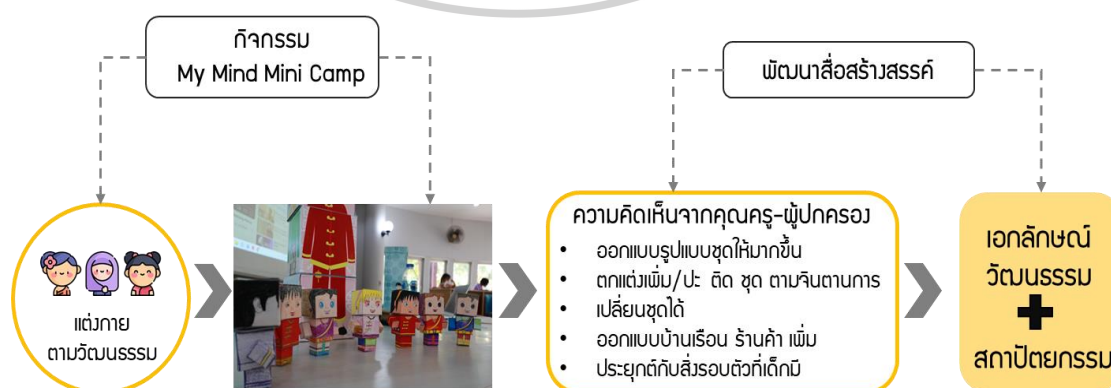 กิจกรรม
My Mind Mini Camp
พัฒนาสื่อสร้างสรรค์
แต่งกาย
ตามวัฒนธรรม
ความคิดเห็นจากคุณครู-ผู้ปกครอง
• ออกแบบรูปแบบชุดให้มากขึ้น
• ตกแต่งเพิ่ม/ปะ ติด ชุด ตามจินตานการ
• เปลี่ยนชุดได้
• ออกแบบบ้านเรือน ร้านค้า เพิ่ม
• ประยุกต์กับสิ่งรอบตัวที่เด็กมี
เอกลักษณ์
วัฒนธรรม
+
สถาปัตยกรรม